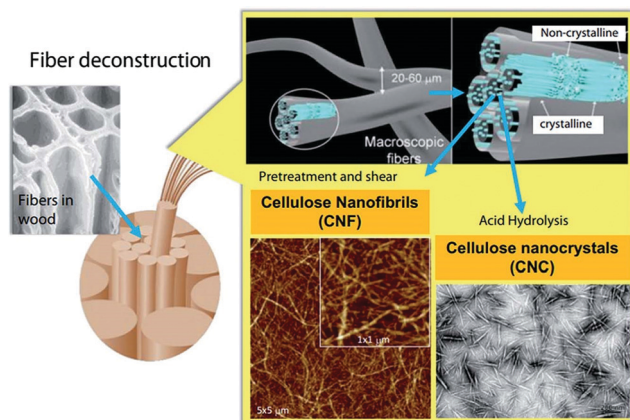 Fiber deconstruction
Fibers in
wood
20-60 μm
Macroscopic
fibers
Non-crystalline
crystalline
Pretreatment and shear
Cellulose Nanofibrils
(CNF)
1x1 μm
5x5 μm
Acid Hydrolysis
Cellulose nanocrystals
(CNC)